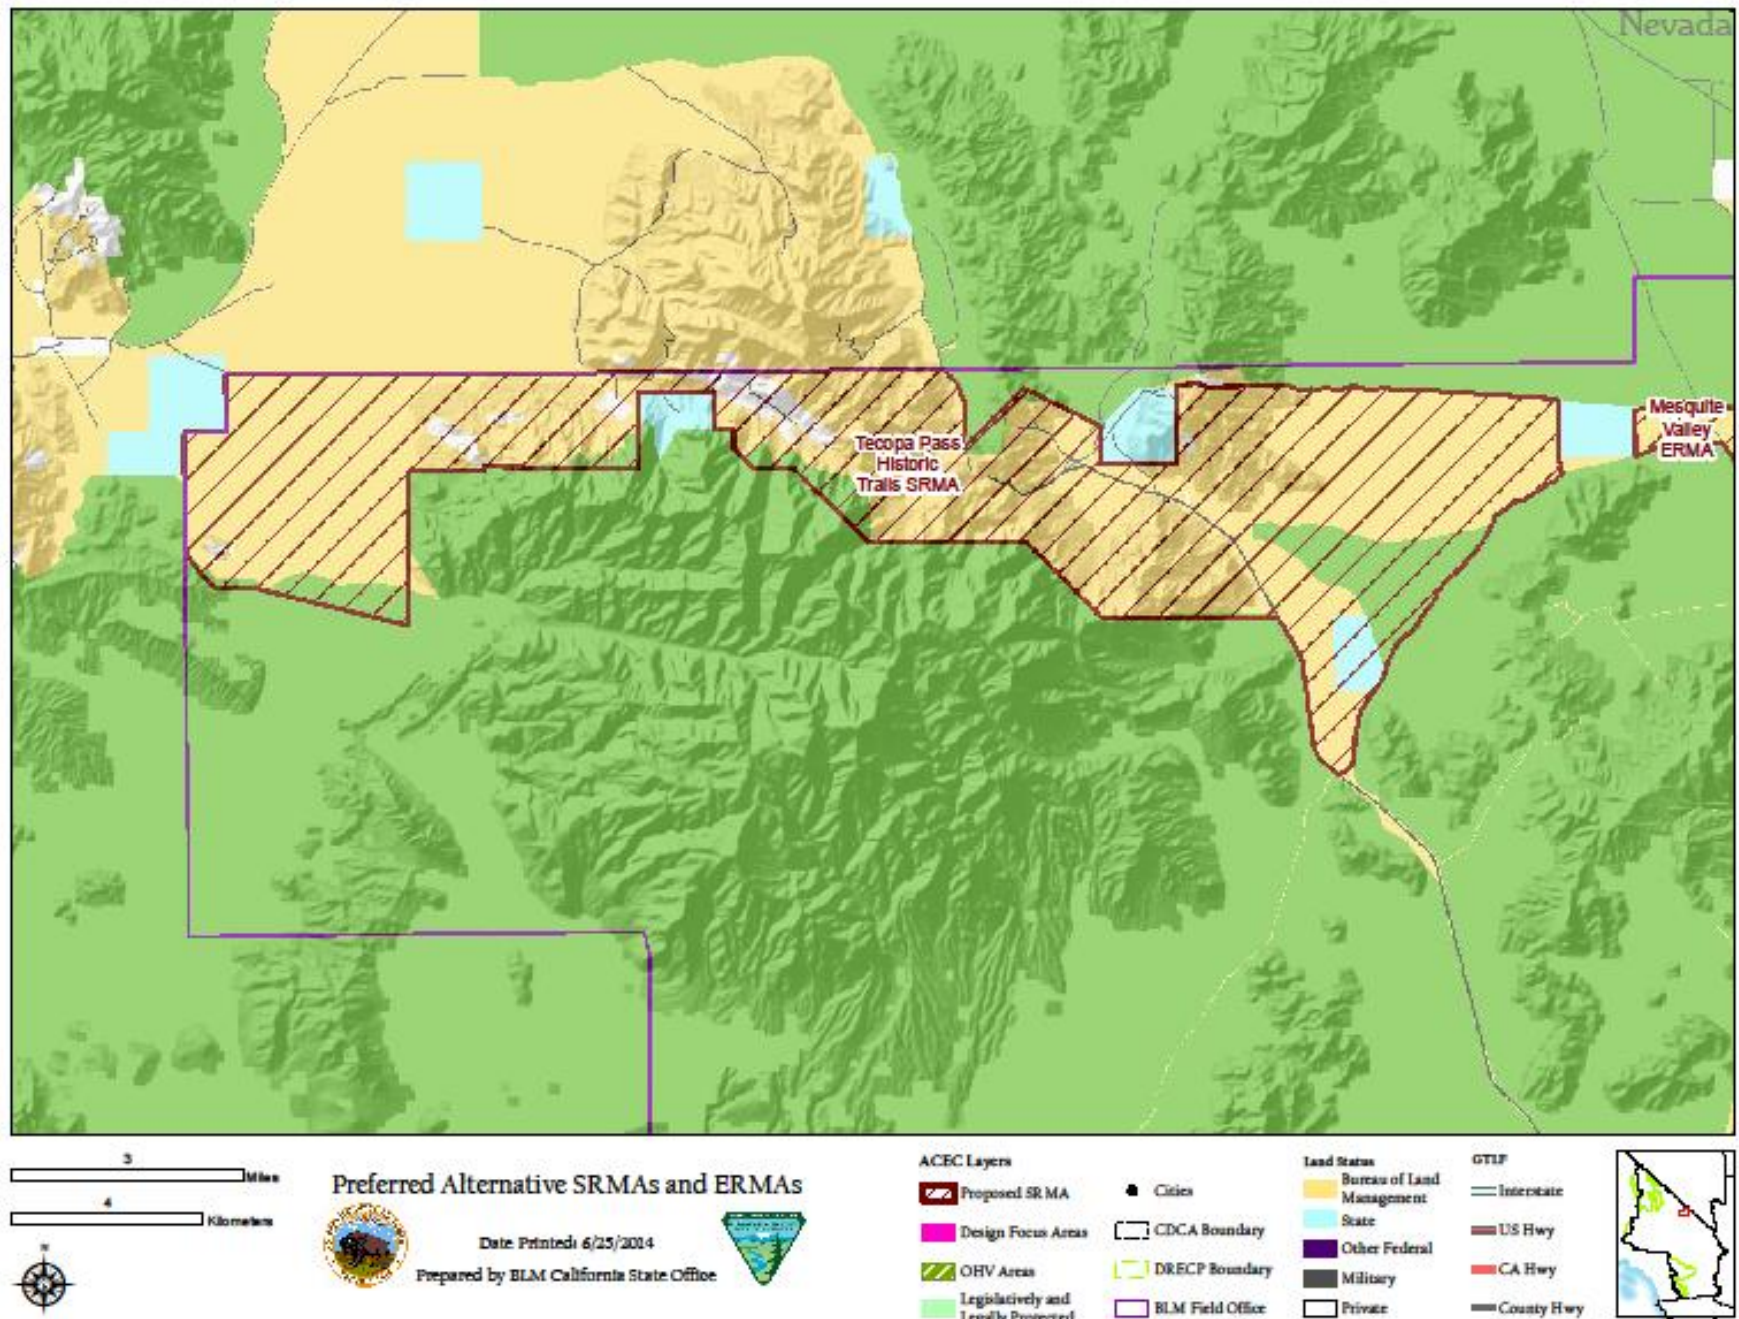 Nevada
Tecopa Pass
Historic
Trails SRMA
Mesquite
Valley
ERMA
3
Miles
4
Kilometers
N
Preferred Alternative SRMAs and ERMAs
Date Printed: 6/25/2014
Prepared by BLM California State Office
ACEC Layers
Proposed SRMA
Design Focus Areas
OHV Areas
Legislatively and
Legally Protected
Cities
CDCA Boundary
DRECP Boundary
BLM Field Office
Land Status
Bureau of Land
Management
State
Other Federal
Military
Private
GTLF
Interstate
US Hwy
CA Hwy
County Hwy